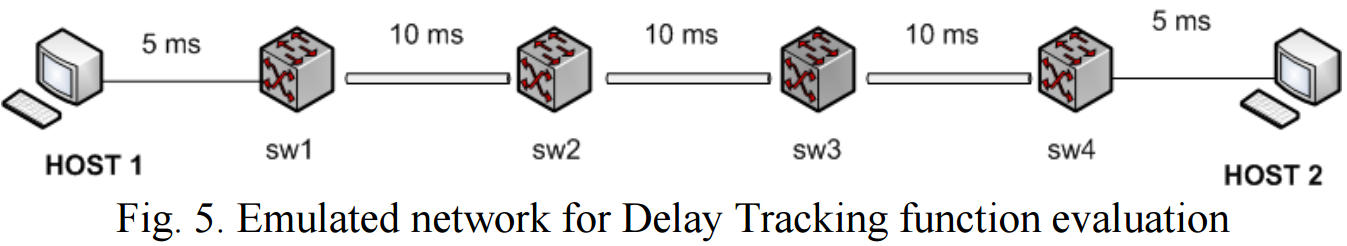 5 ms 10 ms 10 ms 10 ms 5 ms
sw1 sw2 sw3 sw4
HOST 1 HOST 2
Fig. 5. Emulated network for Delay Tracking function evaluation